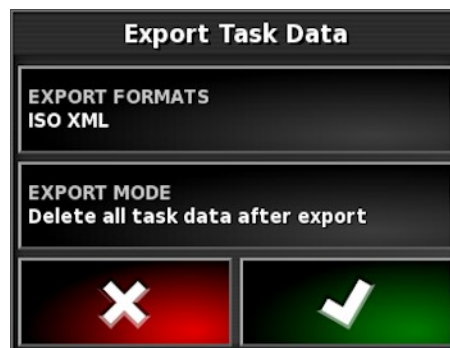 Export Task Data
EXPORT FORMATS
ISO XML
EXPORT MODE
Delete all task data after export